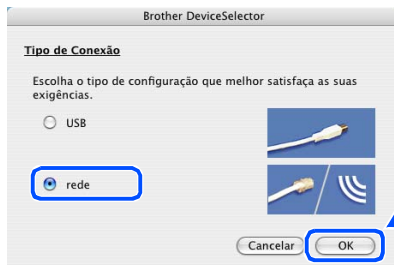 Brother DeviceSelector
Tipo de Conexão
Escolha o tipo de configuração que melhor satisfaça as suas
exigências.
USB
rede
Cancelar OK